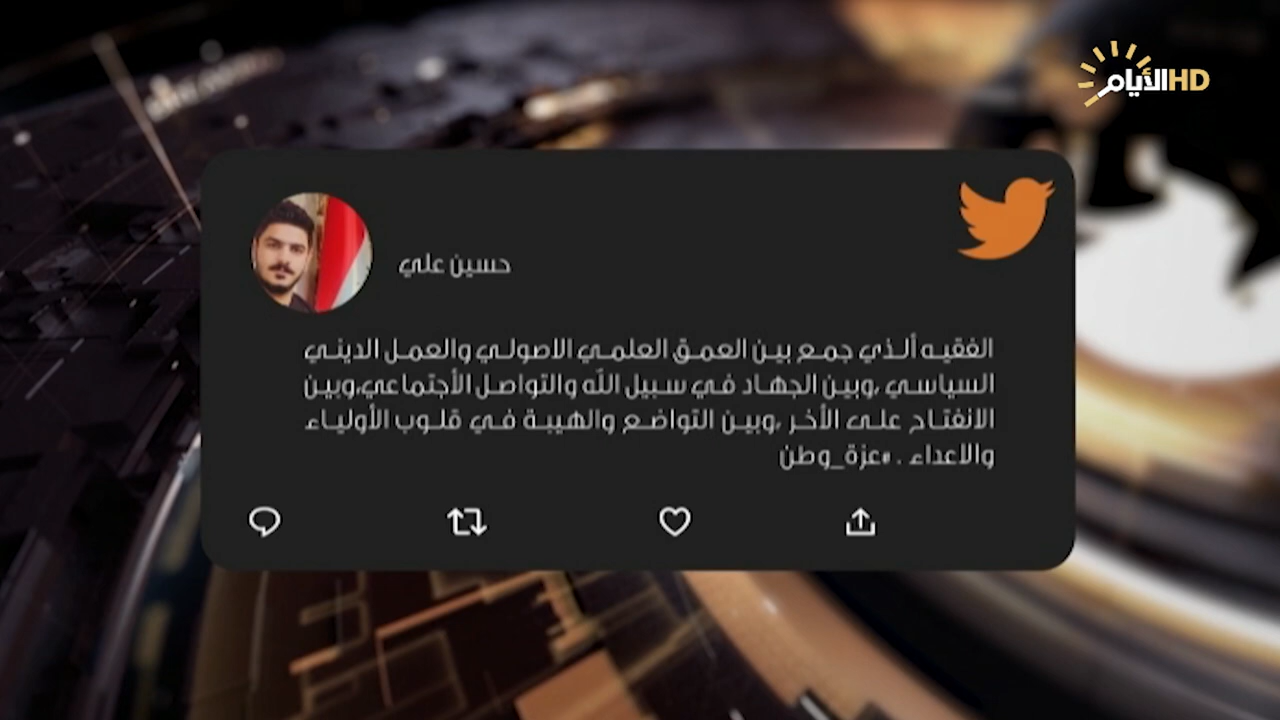 الأيام HD
حسين علي
الفقيه ألذي جمع بين العمق العلمي الاصولي والعمل الديني
السياسي ،وبين الجهاد في سبيل الله والتواصل الأجتماعي،وبين
الانفتاح على الأخر ،وبين التواضع والهيبة في قلوب الأولياء
والاعداء . #عزة_وطن